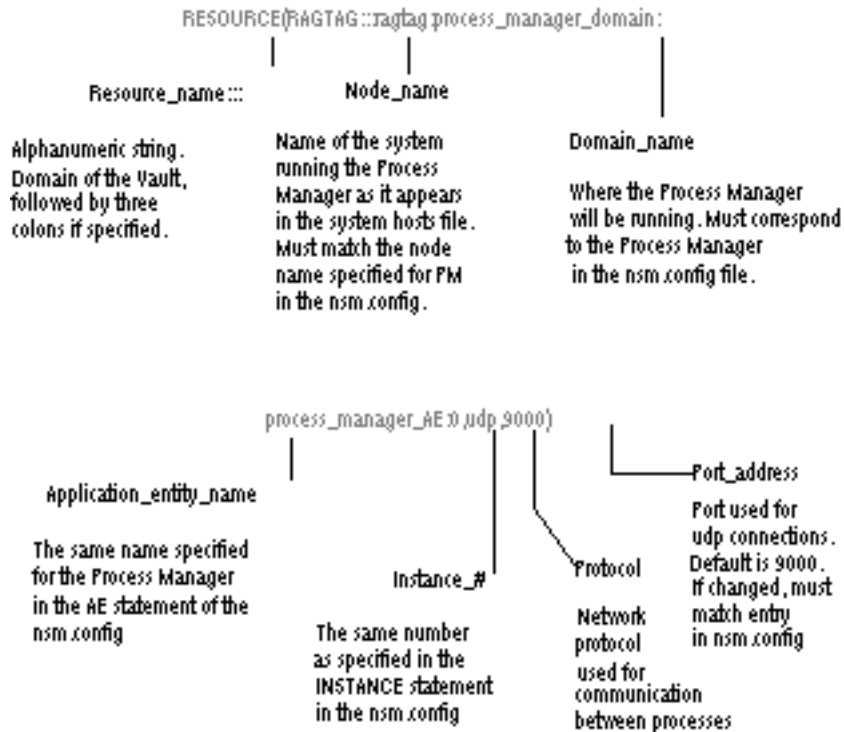 RESOURCE(RAGTAG:::ragtag:process_manager_domain:
Resource_name:::
Alphanumeric string.
Domain of the Vault,
followed by three
colons if specified.
Node_name
Name of the system
running the Process
Manager as it appears
in the system hosts file.
Must match the node
name specified for PM
in the nsm.config.
Domain_name
Where the Process Manager
will be running. Must correspond
to the Process Manager
in the nsm.config file.
process_manager_AE:0,udp,9000)
Application_entity_name
The same name specified
for the Process Manager
in the AE statement of the
nsm.config
Instance_#
The same number
as specified in the
INSTANCE statement
in the nsm.config
Protocol
Network
protocol
used for
communication
between processes
Port_address
Port used for
udp connections.
Default is 9000.
If changed, must
match entry
in nsm.config